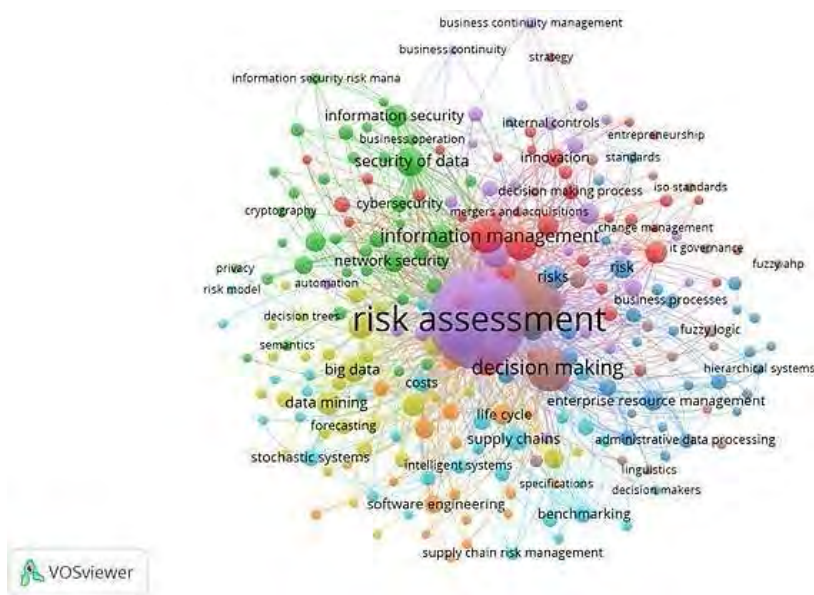 business continuity management
business continuity
strategy
information security risk mana
information security
internal controls
business operation
entrepreneurship
security of data
innovation
standards
decision making process
iso standards
cybersecurity
cryptography
mergers and acquisitions
change management
information management
it governance
network security
privacy
risks
risk
fuzzy ahp
risk model
automation
business processes
decision trees
risk assessment
fuzzy logic
semantics
big data
decision making
hierarchical systems
costs
data mining
enterprise resource management
life cycle
forecasting
supply chains
administrative data processing
stochastic systems
intelligent systems
linguistics
specifications
decision makers
software engineering
benchmarking
supply chain risk management
VOSviewer